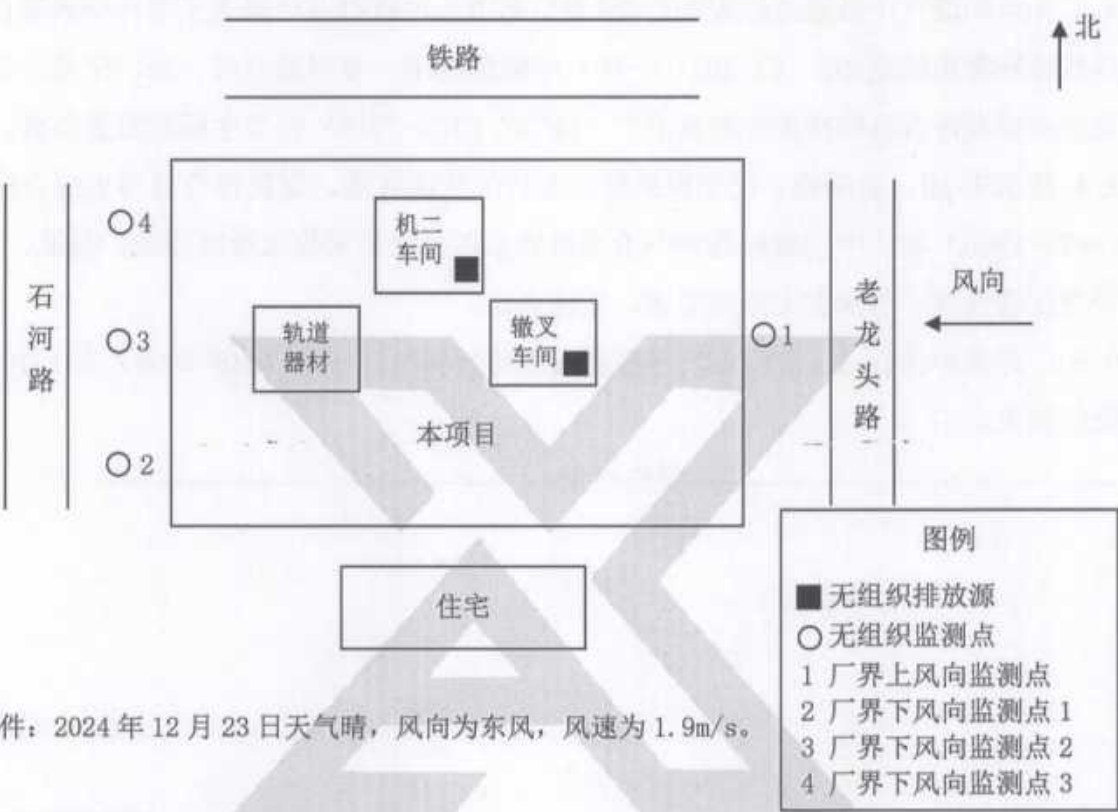 北
铁路
4
机二
车间
石河路
3
轨道
器材
辙叉
车间
1
老龙头路
风向
本项目
2
住宅
图例
■无组织排放源
○无组织监测点
1 厂界上风向监测点
2 厂界下风向监测点 1
3 厂界下风向监测点 2
4 厂界下风向监测点 3
件：2024 年 12 月 23 日天气晴，风向为东风，风速为 1.9m/s。